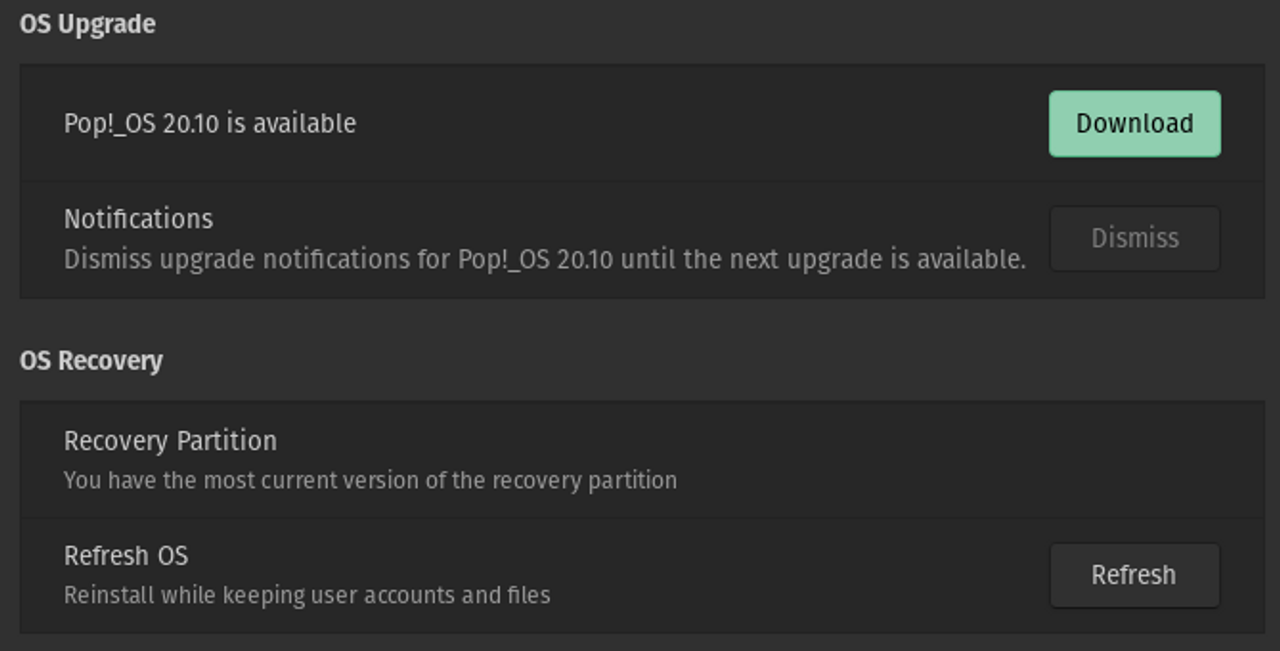 OS Upgrade
Pop!_OS 20.10 is available
Download
Notifications
Dismiss upgrade notifications for Pop!_OS 20.10 until the next upgrade is available.
Dismiss
OS Recovery
Recovery Partition
You have the most current version of the recovery partition
Refresh OS
Reinstall while keeping user accounts and files
Refresh